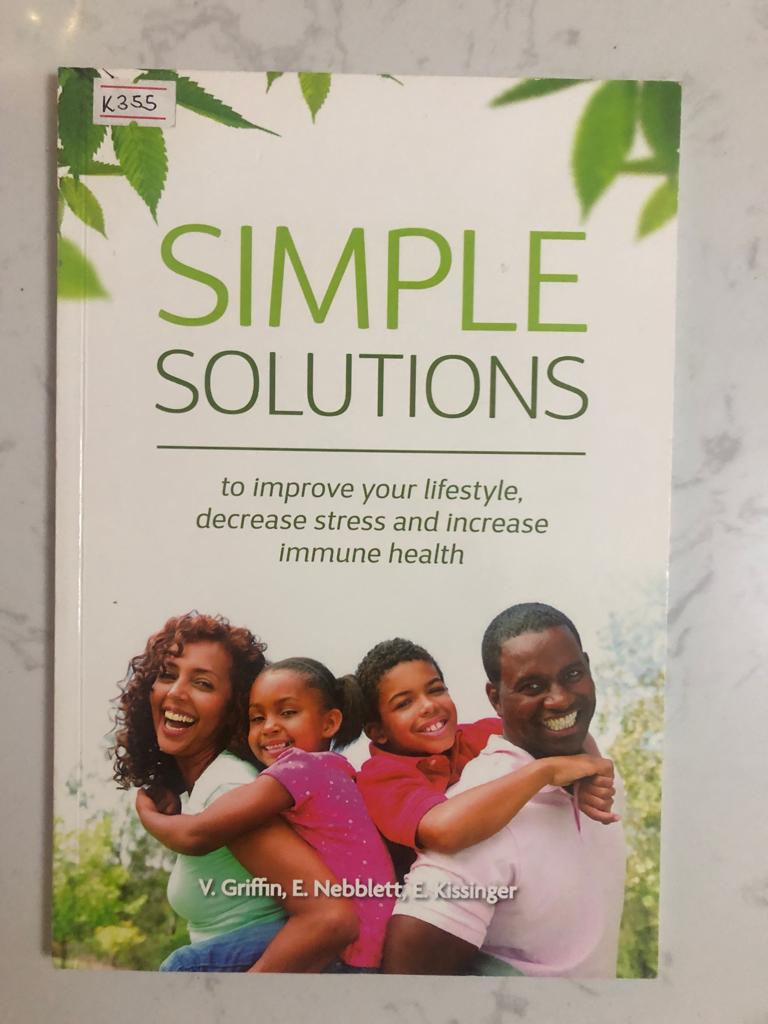 K355
SIMPLE
SOLUTIONS
to improve your lifestyle,
decrease stress and increase
immune health
V. Griffin, E. Nebblett, E. Kissinger